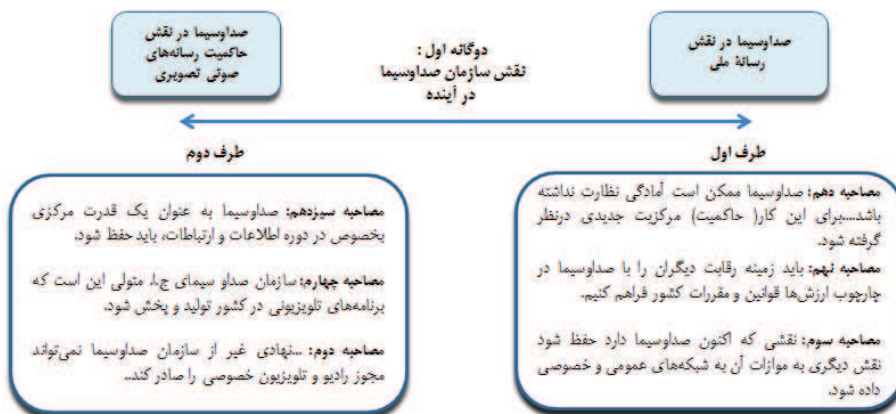 صداوسیما در نقش
رسانهٔ ملی
دوگانه اول :
نقش سازمان صداوسیما
در آینده
صداوسیما در نقش
حاکمیت رسانه‌های
صوتی تصویری
طرف اول
مصاحبه دهم: صداوسیما ممکن است آمادگی نظارت نداشته
باشد....برای این کار( حاکمیت) مرکزیت جدیدی درنظر
گرفته شود.
مصاحبه نهم: باید زمینه رقابت دیگران را با صداوسیما در
چارچوب ارزش‌ها قوانین و مقررات کشور فراهم کنیم.
مصاحبه سوم: نقشی که اکنون صداوسیما دارد حفظ شود
نقش دیگری به موازات آن به شبکه‌های عمومی و خصوصی
داده شود.
طرف دوم
مصاحبه سیزدهم: صداوسیما به عنوان یک قدرت مرکزی
بخصوص در دوره اطلاعات و ارتباطات، باید حفظ شود.
مصاحبه چهارم: سازمان صدا و سیمای ج.ا. متولی این است که
برنامه‌های تلویزیونی در کشور تولید و پخش شود.
مصاحبه دوم: ...نهادی غیر از سازمان صداوسیما نمی‌تواند
مجوز رادیو و تلویزیون خصوصی را صادر کند..